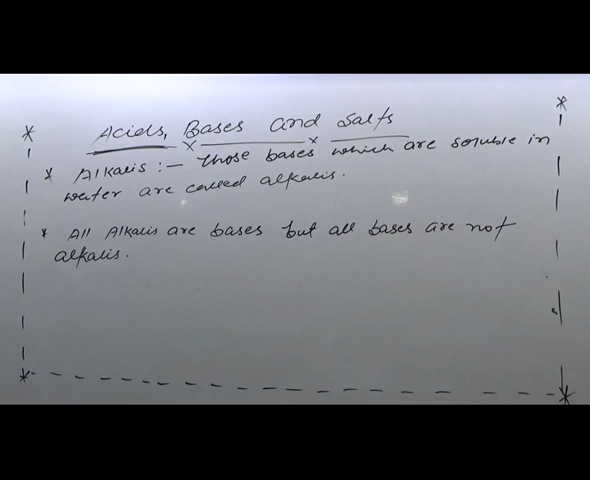 Acids, Bases and Salts
* Alkalis :- Those bases which are soluble in
water are called alkalis.
* All Alkalis are bases but all bases are not
alkalis.